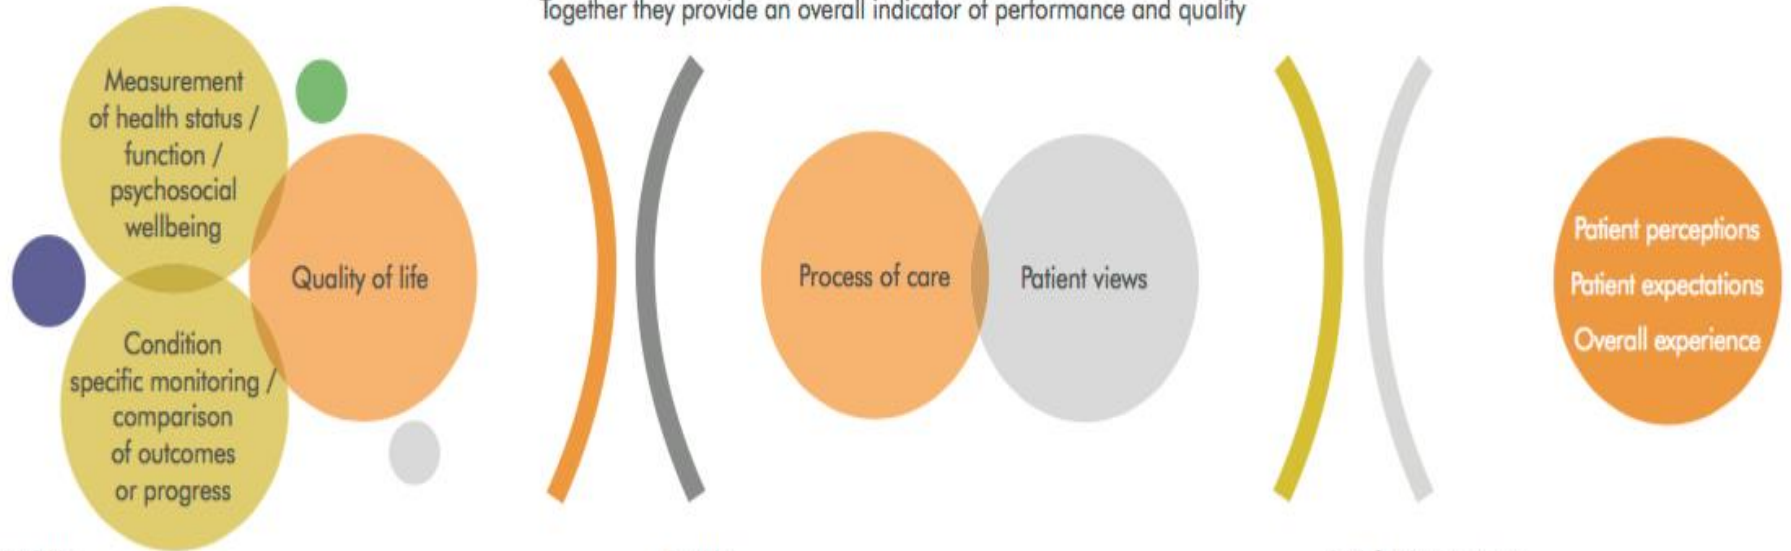 Together they provide an overall indicator of performance and quality
Measurement
of health status /
function /
psychosocial
wellbeing
Quality of life
Condition
specific monitoring /
comparison
of outcomes
or progress
Process of care
Patient views
Patient perceptions
Patient expectations
Overall experience